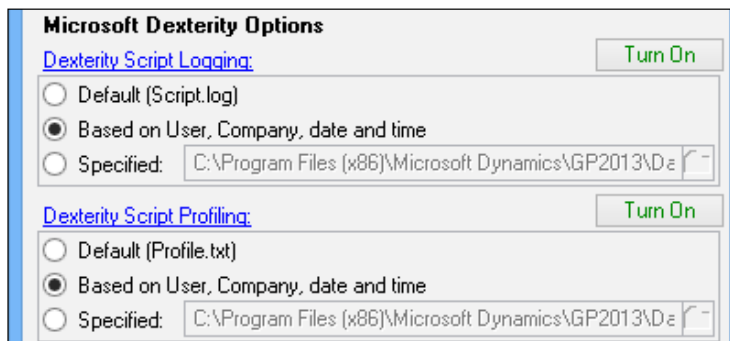 Microsoft Dexterity Options
Dexterity Script Logging: Turn On
Default (Script.log)
Based on User, Company, date and time
Specified: C:\Program Files (x86)\Microsoft Dynamics\GP2013\Da
Dexterity Script Profiling: Turn On
Default (Profile.txt)
Based on User, Company, date and time
Specified: C:\Program Files (x86)\Microsoft Dynamics\GP2013\Da